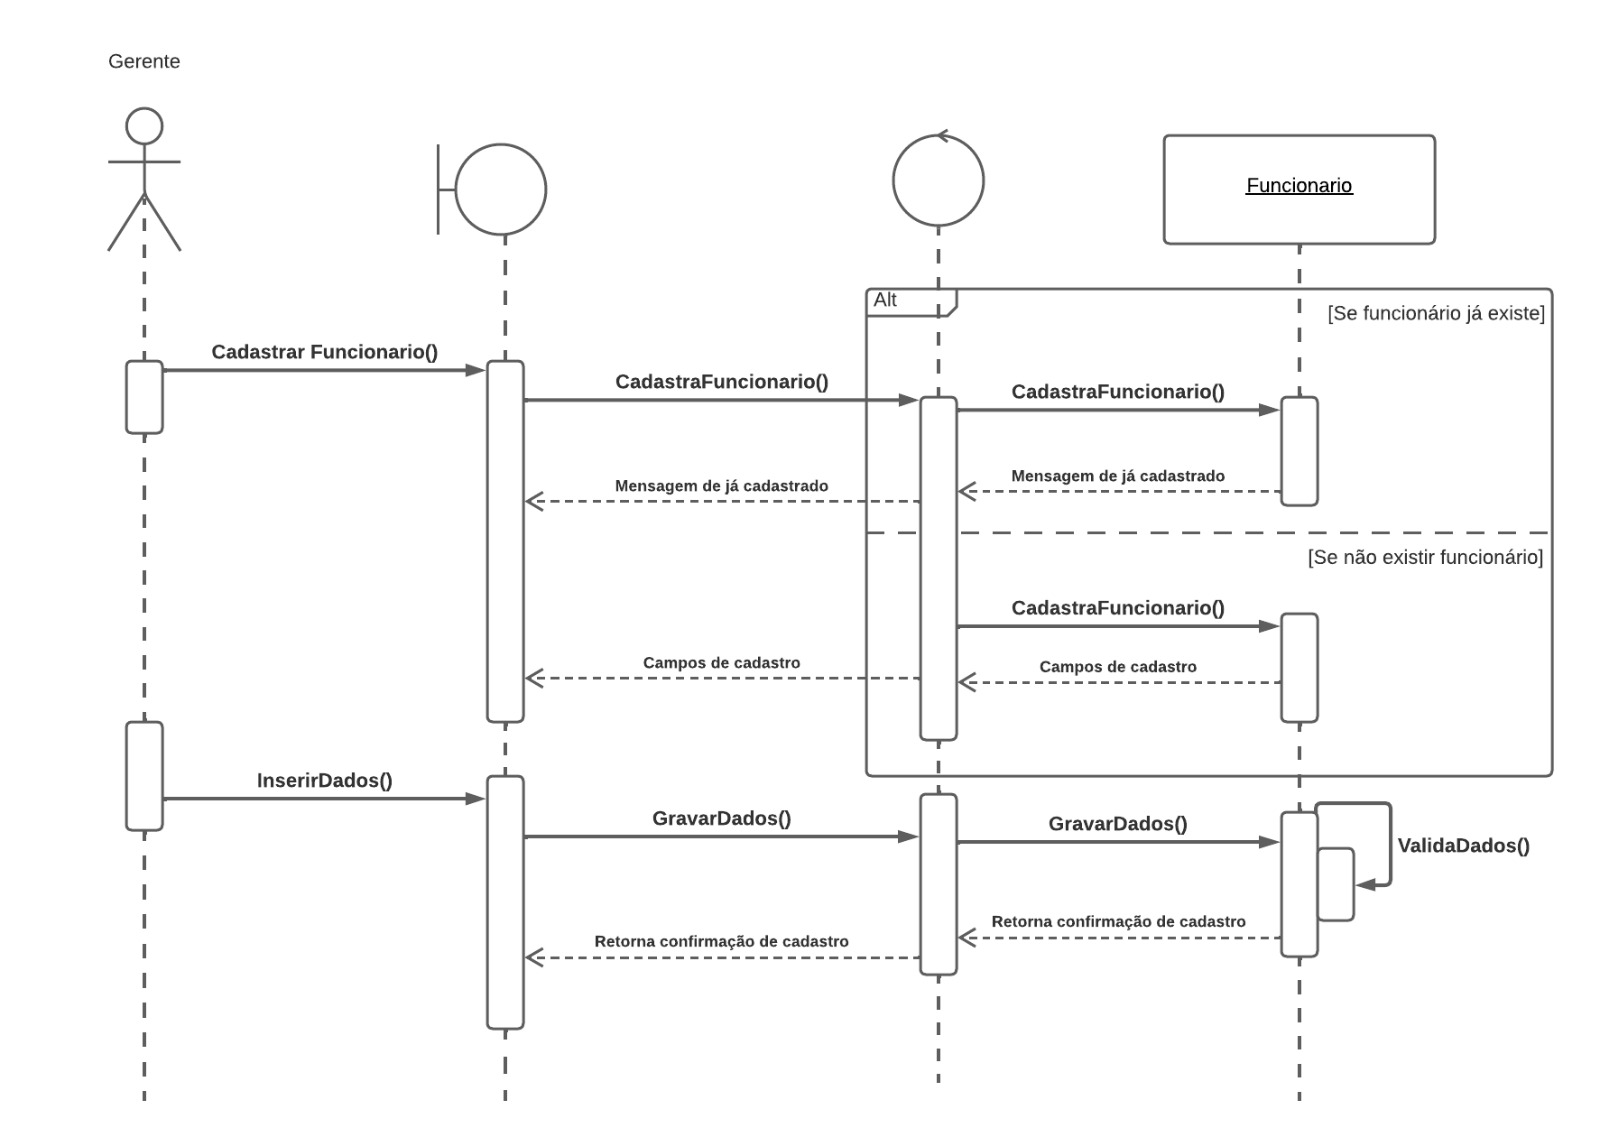 Gerente
Funcionario
Alt
[Se funcionário já existe]
Cadastrar Funcionario()
CadastraFuncionario()
CadastraFuncionario()
Mensagem de já cadastrado
Mensagem de já cadastrado
[Se não existir funcionário]
CadastraFuncionario()
Campos de cadastro
Campos de cadastro
InserirDados()
GravarDados()
GravarDados()
ValidaDados()
Retorna confirmação de cadastro
Retorna confirmação de cadastro